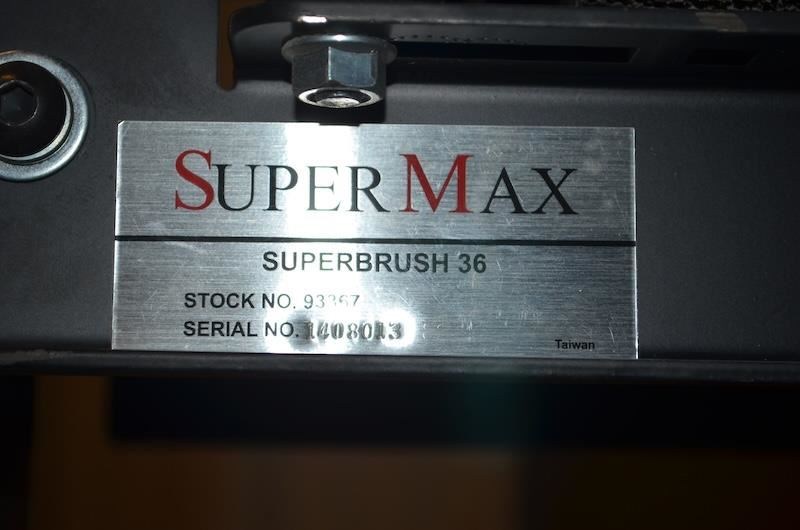 SUPERMAX
SUPERBRUSH 36
STOCK NO. 93367
SERIAL NO. 1408013
Taiwan